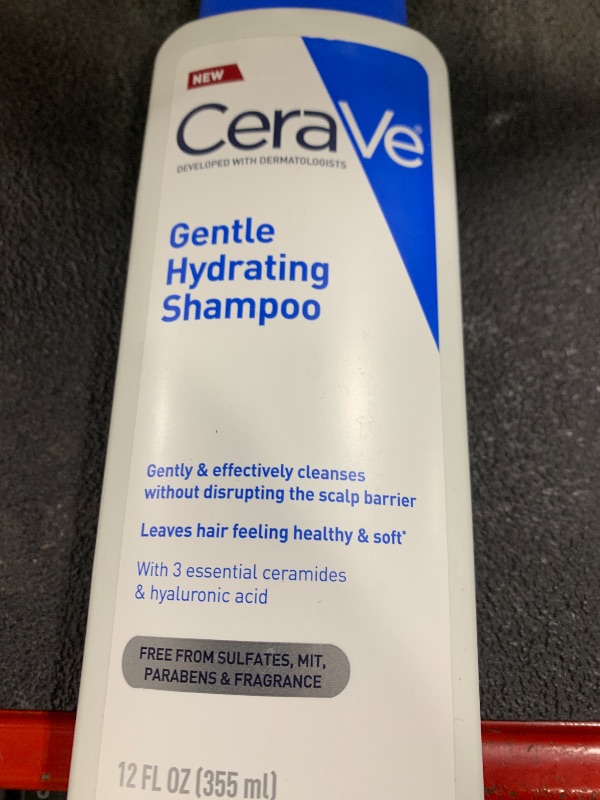 NEW
CeraVe®
DEVELOPED WITH DERMATOLOGISTS
Gentle
Hydrating
Shampoo
Gently & effectively cleanses
without disrupting the scalp barrier
Leaves hair feeling healthy & soft*
With 3 essential ceramides
& hyaluronic acid
FREE FROM SULFATES, MIT,
PARABENS & FRAGRANCE
12 FL OZ (355 ml)